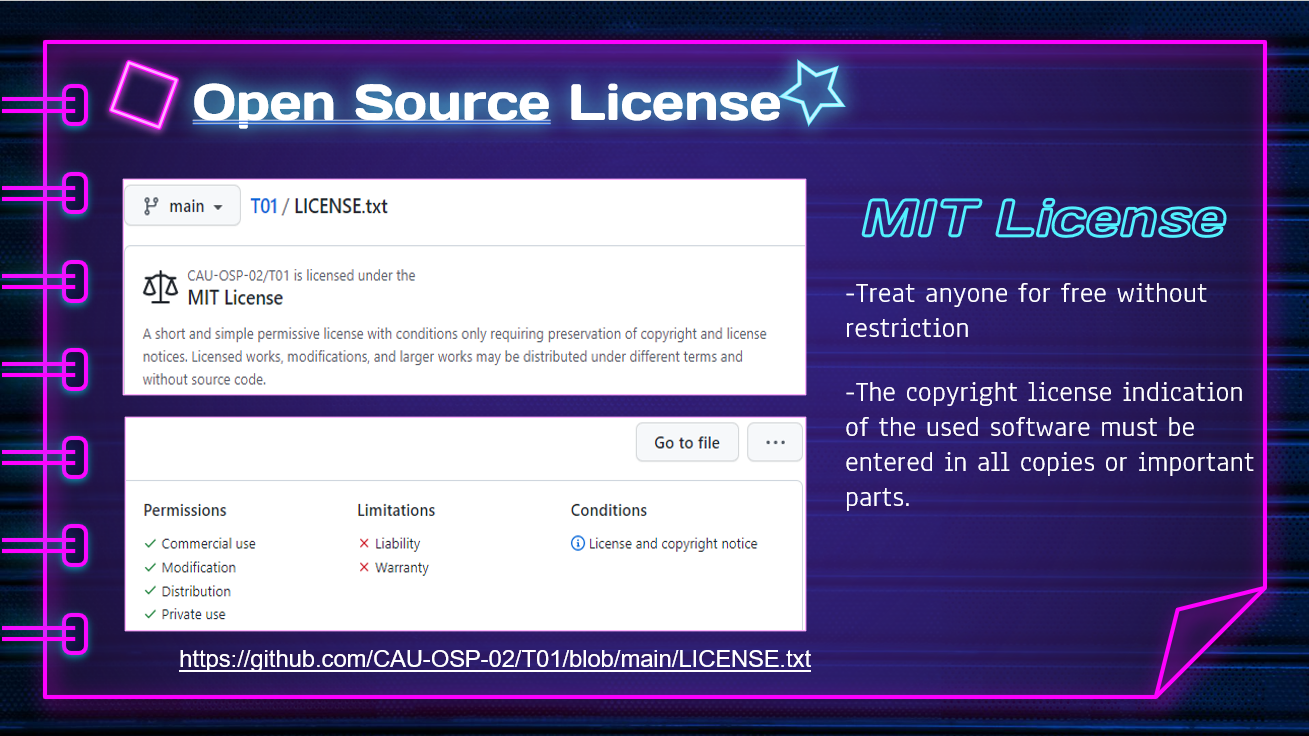 Open Source License
main
T01 / LICENSE.txt
CAU-OSP-02/T01 is licensed under the
MIT License
A short and simple permissive license with conditions only requiring preservation of copyright and license
notices. Licensed works, modifications, and larger works may be distributed under different terms and
without source code.
Go to file
...
Permissions
Commercial use
Modification
Distribution
Private use
Limitations
Liability
Warranty
Conditions
License and copyright notice
https://github.com/CAU-OSP-02/T01/blob/main/LICENSE.txt
MIT License
-Treat anyone for free without
restriction
-The copyright license indication
of the used software must be
entered in all copies or important
parts.